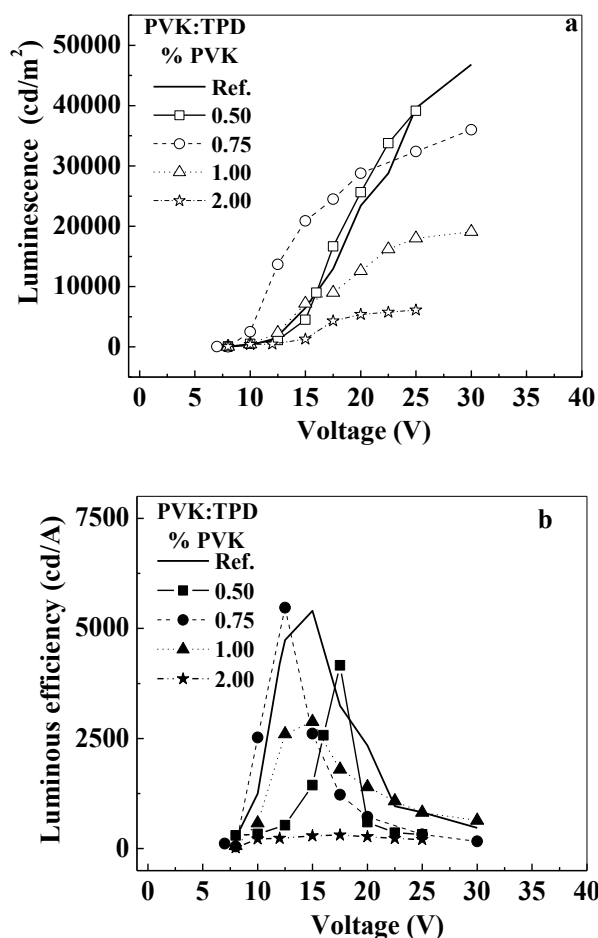 a
PVK:TPD
% PVK
Ref.
0.50
0.75
1.00
2.00
50000
40000
30000
20000
10000
0
Luminescence (cd/m²)
0 5 10 15 20 25 30 35 40
Voltage (V)
b
PVK:TPD
% PVK
Ref.
0.50
0.75
1.00
2.00
7500
5000
2500
0
Luminous efficiency (cd/A)
0 5 10 15 20 25 30 35 40
Voltage (V)